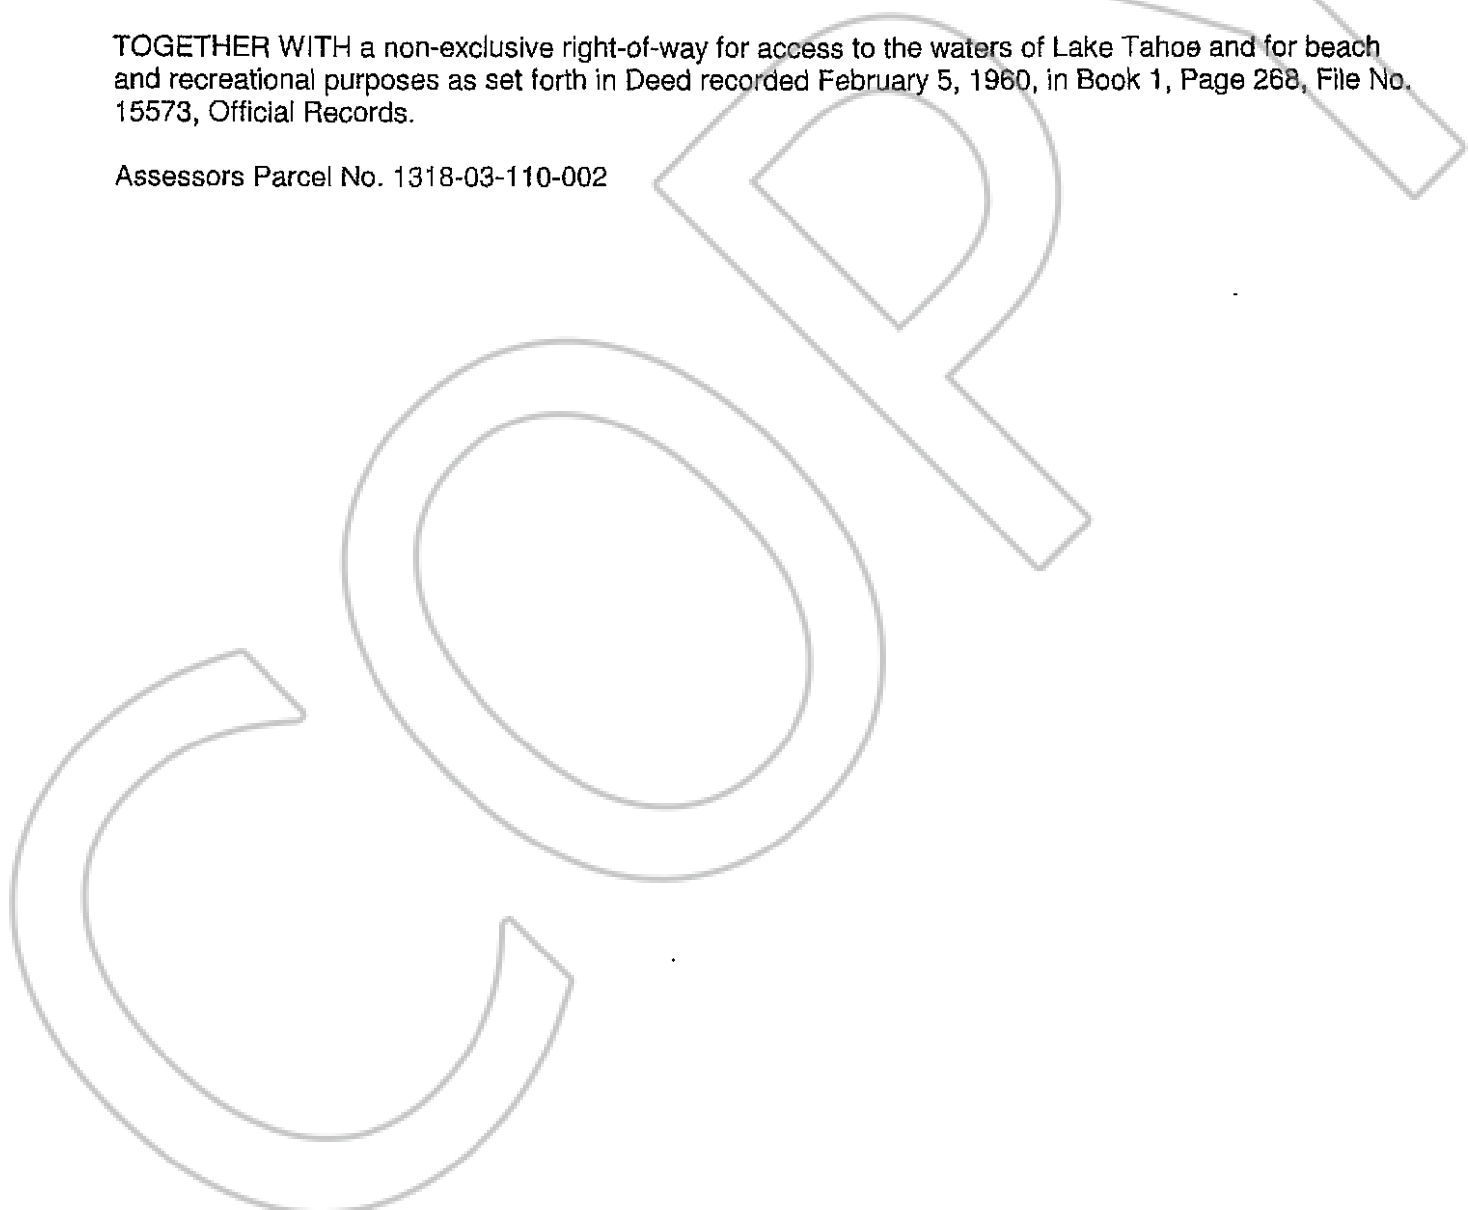 TOGETHER WITH a non-exclusive right-of-way for access to the waters of Lake Tahoe and for beach
and recreational purposes as set forth in Deed recorded February 5, 1960, in Book 1, Page 268, File No.
15573, Official Records.
Assessors Parcel No. 1318-03-110-002
COPY